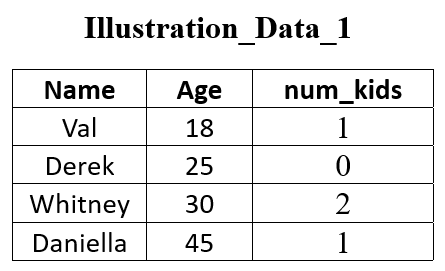 Illustration_Data_1
Name Age num_kids
Val 18 1
Derek 25 0
Whitney 30 2
Daniella 45 1